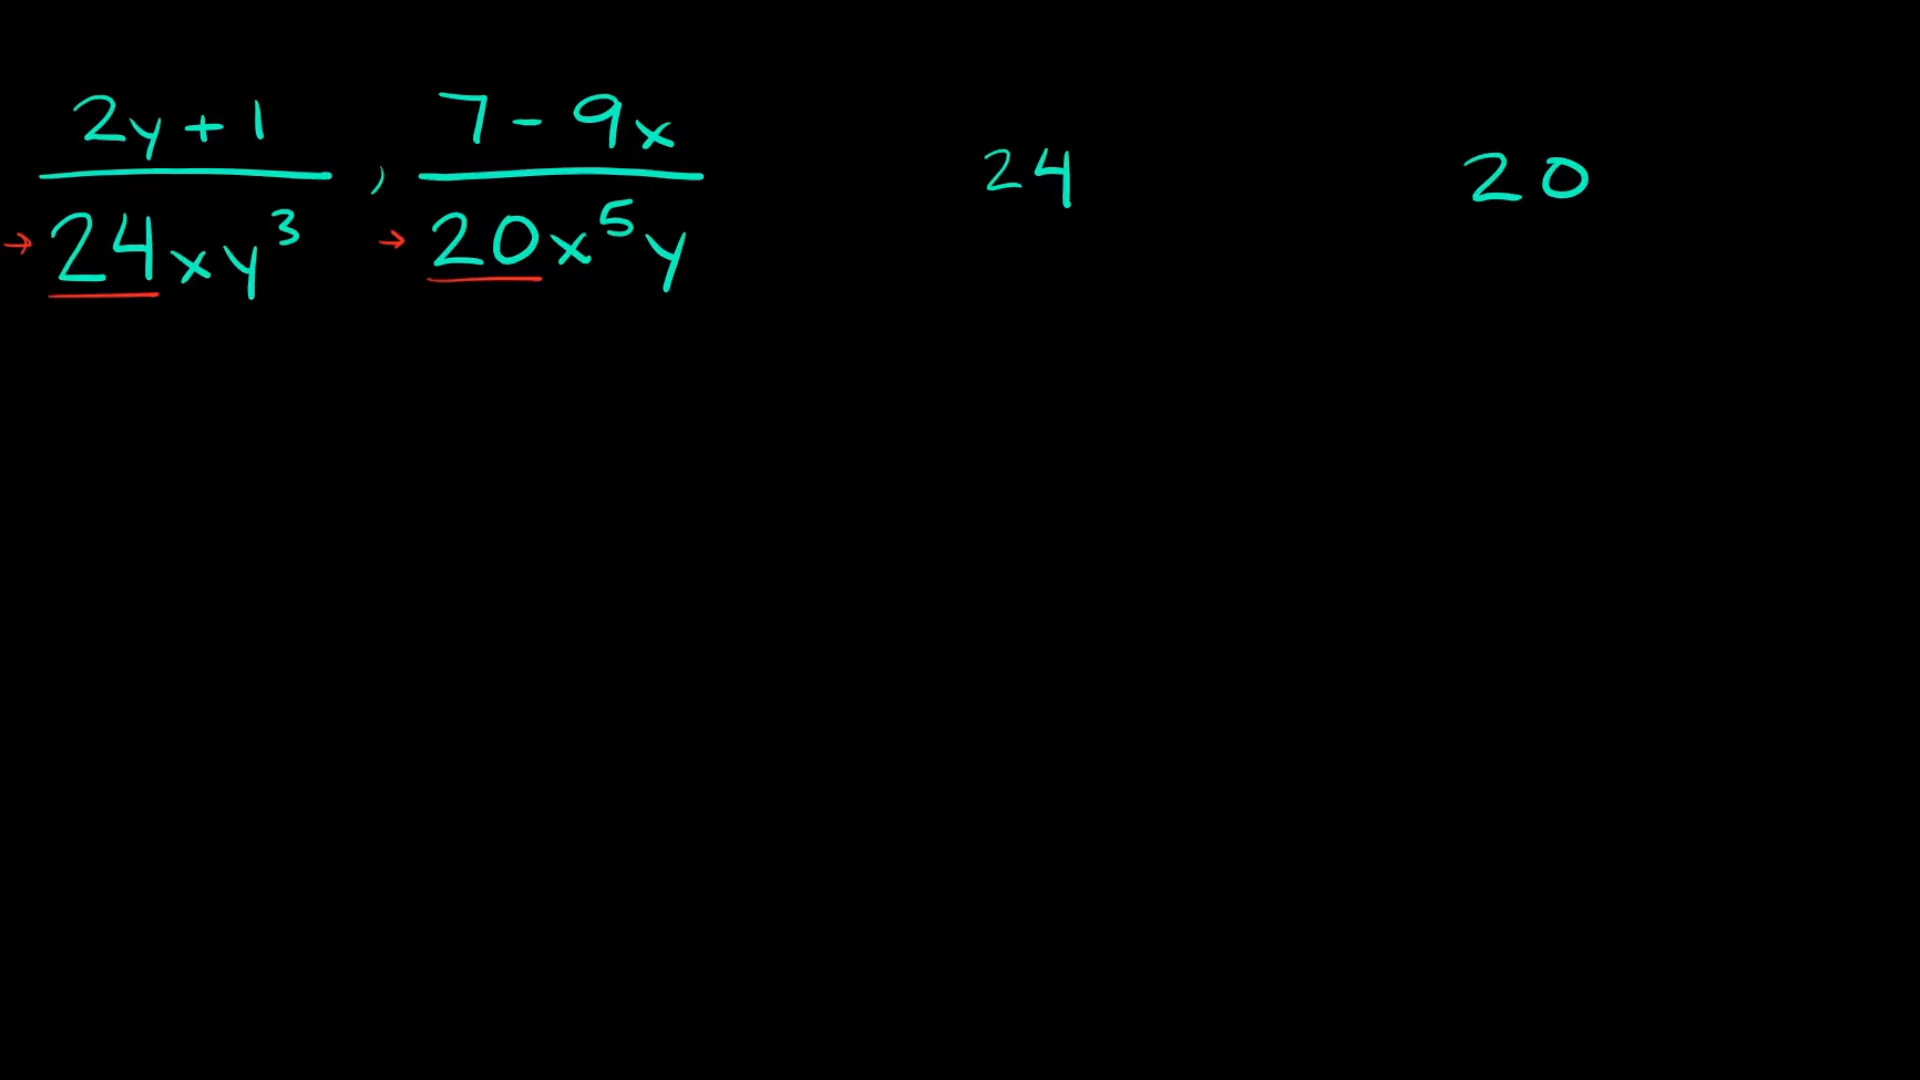 2y + 1 , 7 - 9x
24 20
→ 24xy³ → 20x⁵y